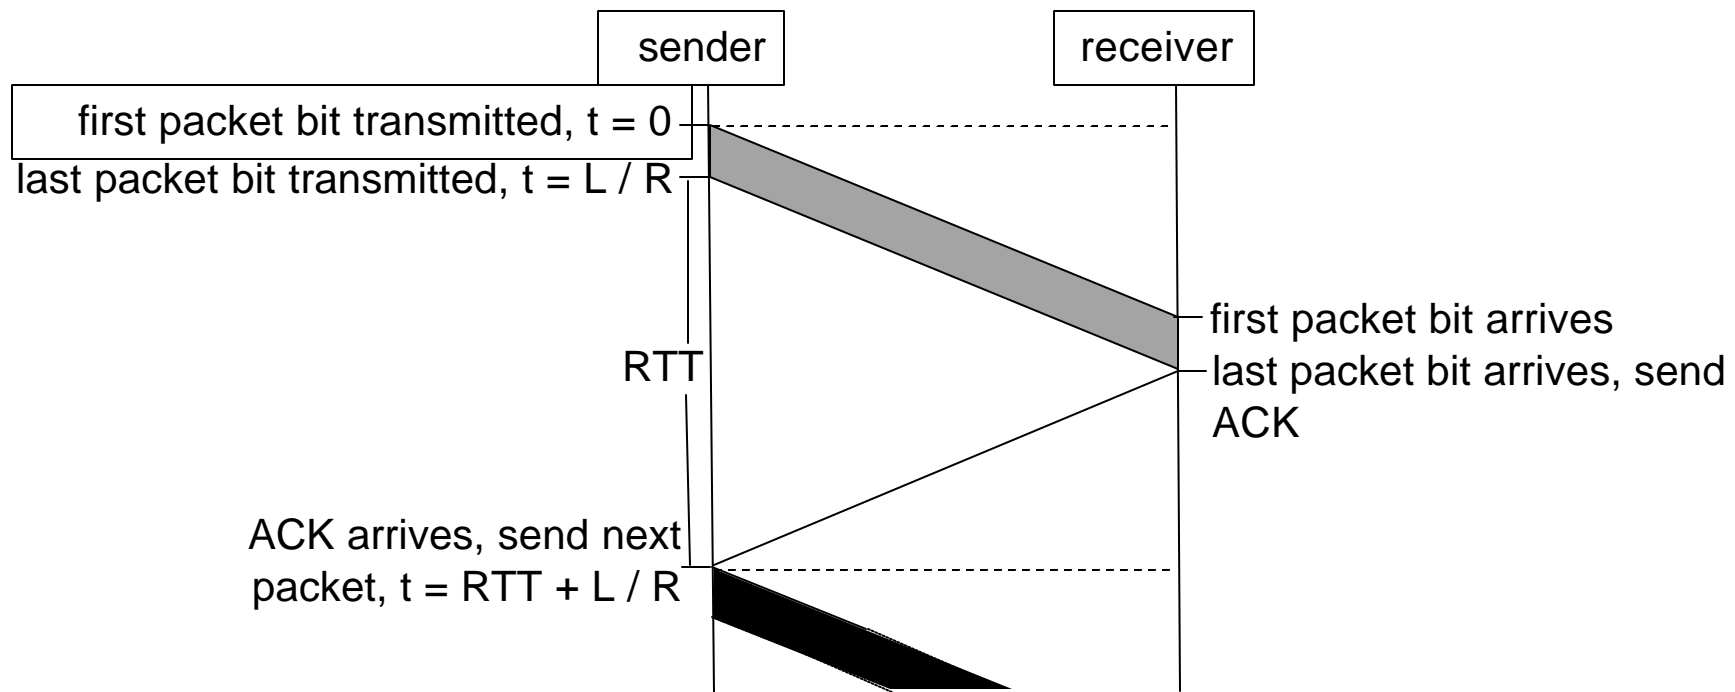 sender
receiver
first packet bit transmitted, t = 0
last packet bit transmitted, t = L / R
first packet bit arrives
RTT
last packet bit arrives, send
ACK
ACK arrives, send next
packet, t = RTT + L / R